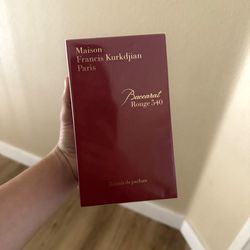 Maison
Francis Kurkdjian
Paris
Baccarat
Rouge 540
Extrait de parfum